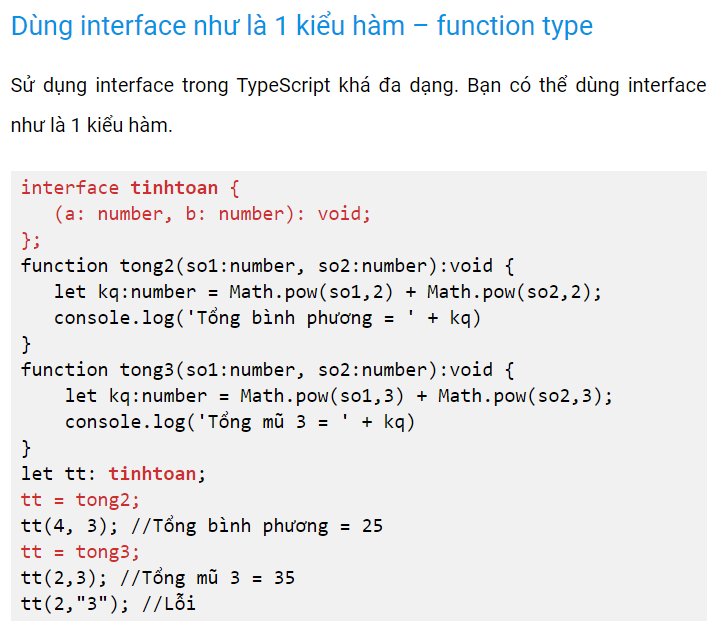 Dùng interface như là 1 kiểu hàm – function type
Sử dụng interface trong TypeScript khá đa dạng. Bạn có thể dùng interface
như là 1 kiểu hàm.
interface tinhtoan {
   (a: number, b: number): void;
};
function tong2(so1:number, so2:number):void {
   let kq:number = Math.pow(so1,2) + Math.pow(so2,2);
   console.log('Tổng bình phương = ' + kq)
}
function tong3(so1:number, so2:number):void {
    let kq:number = Math.pow(so1,3) + Math.pow(so2,3);
    console.log('Tổng mũ 3 = ' + kq)
}
let tt: tinhtoan;
tt = tong2;
tt(4, 3); //Tổng bình phương = 25
tt = tong3;
tt(2,3); //Tổng mũ 3 = 35
tt(2,"3"); //Lỗi